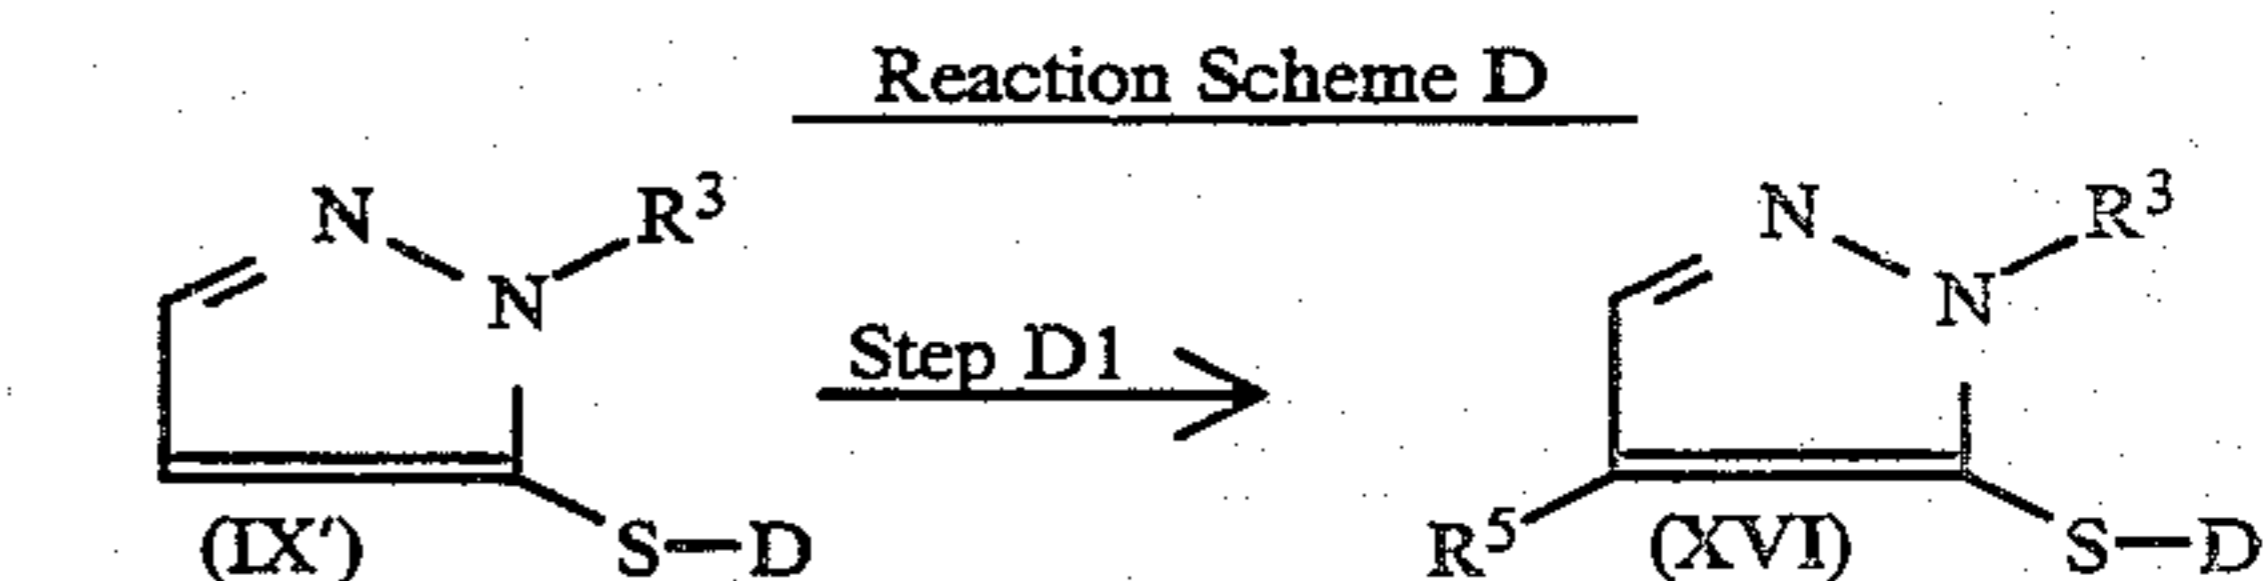 Reaction Scheme D
N R³ N R³
N N
Step D1
(IX′) S—D R⁵ (XVI) S—D